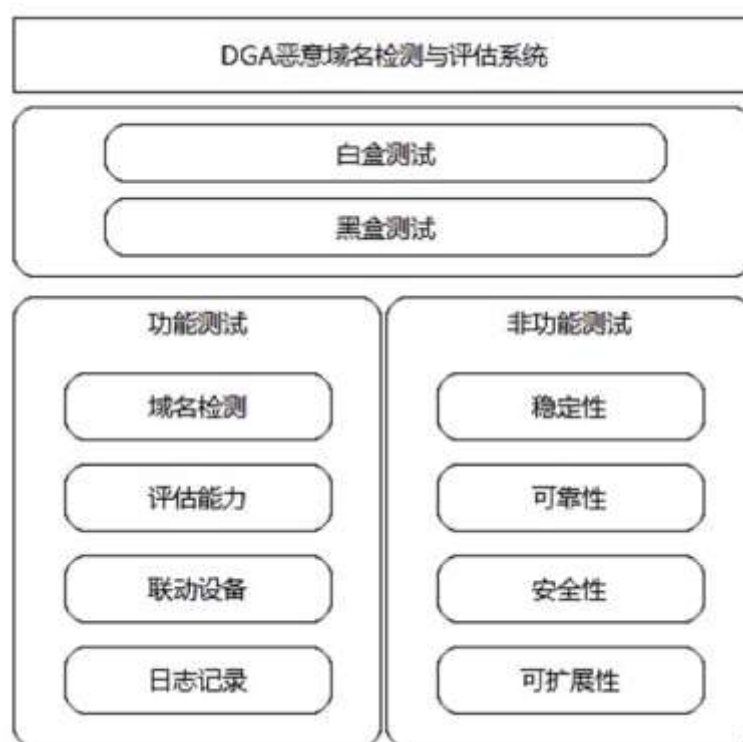 DGA恶意域名检测与评估系统
白盒测试
黑盒测试
功能测试
域名检测
评估能力
联动设备
日志记录
非功能测试
稳定性
可靠性
安全性
可扩展性